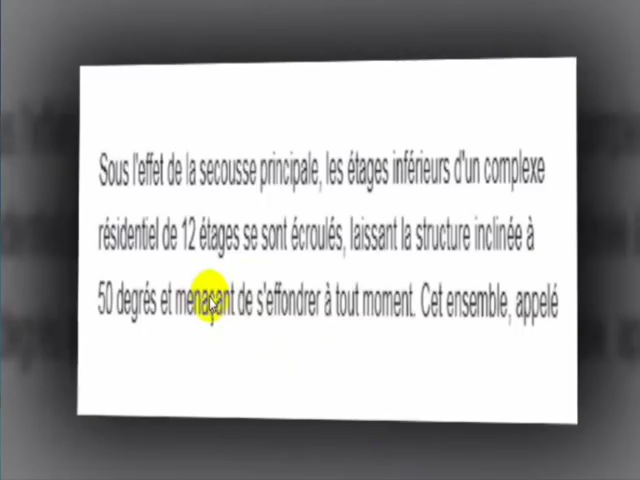 Sous l'effet de la secousse principale, les étages inférieurs d'un complexe
résidentiel de 12 étages se sont écroulés, laissant la structure inclinée à
50 degrés et menaçant de s'effondrer à tout moment. Cet ensemble, appelé